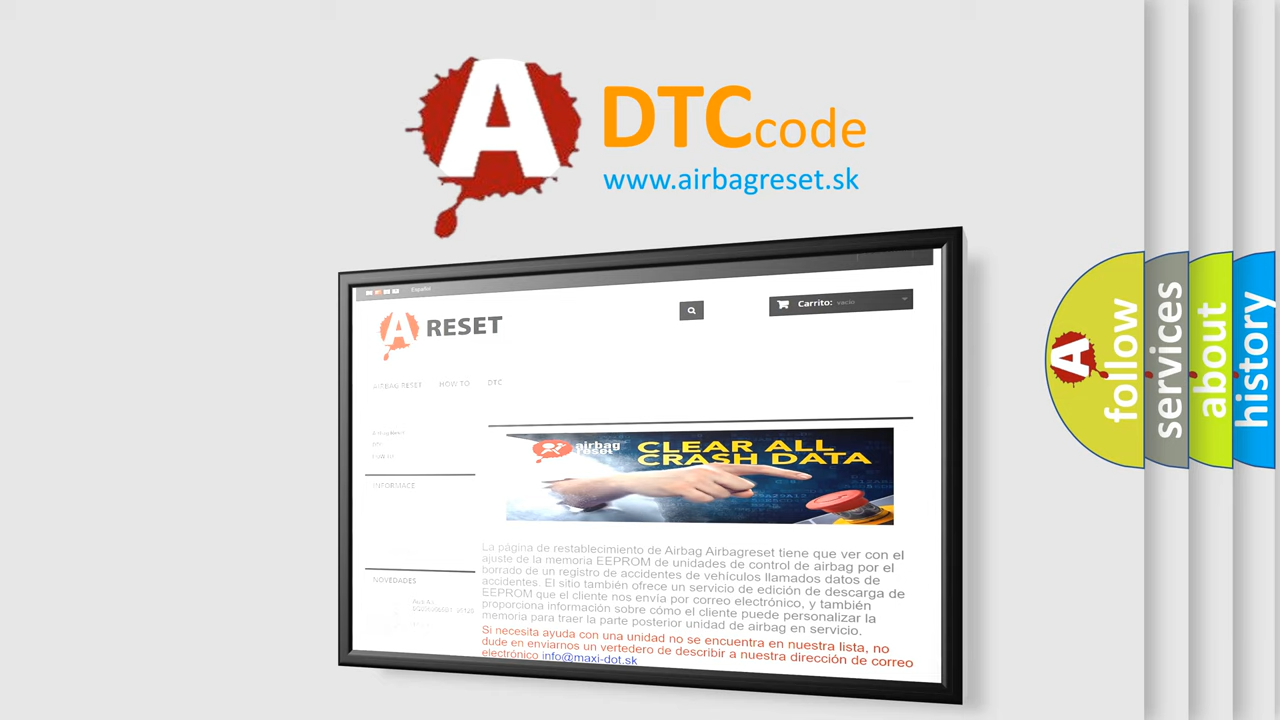 A DTCcode
www.airbagreset.sk
Español
A RESET
Carrito: vacío
AIRBAG RESET HOW TO DTC
INFORMACE
airbag
reset
CLEAR ALL
CRASH DATA
La página de restablecimiento de Airbag Airbagreset tiene que ver con el
ajuste de la memoria EEPROM de unidades de control de airbag por el
borrado de un registro de accidentes de vehículos llamados datos de
accidentes. El sitio también ofrece un servicio de edición de descarga de
EEPROM que el cliente nos envía por correo electrónico, y también
proporciona información sobre cómo el cliente puede personalizar la
memoria para traer la parte posterior unidad de airbag en servicio.
Si necesita ayuda con una unidad no se encuentra en nuestra lista, no
dude en enviarnos un vertedero de describir a nuestra dirección de correo
electrónico info@maxi-dot.sk
NOVEDADES
A
follow
services
about
history